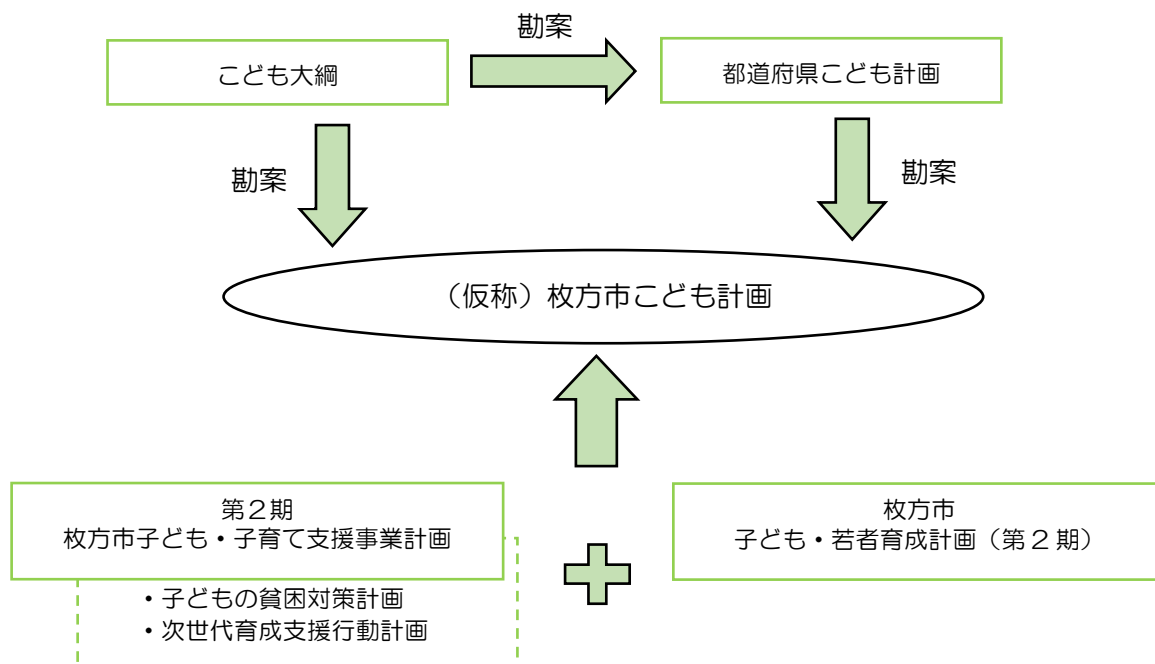 勘案
こども大綱
都道府県こども計画
勘案
勘案
（仮称）枚方市こども計画
第２期
枚方市子ども・子育て支援事業計画
・子どもの貧困対策計画
・次世代育成支援行動計画
枚方市
子ども・若者育成計画（第２期）